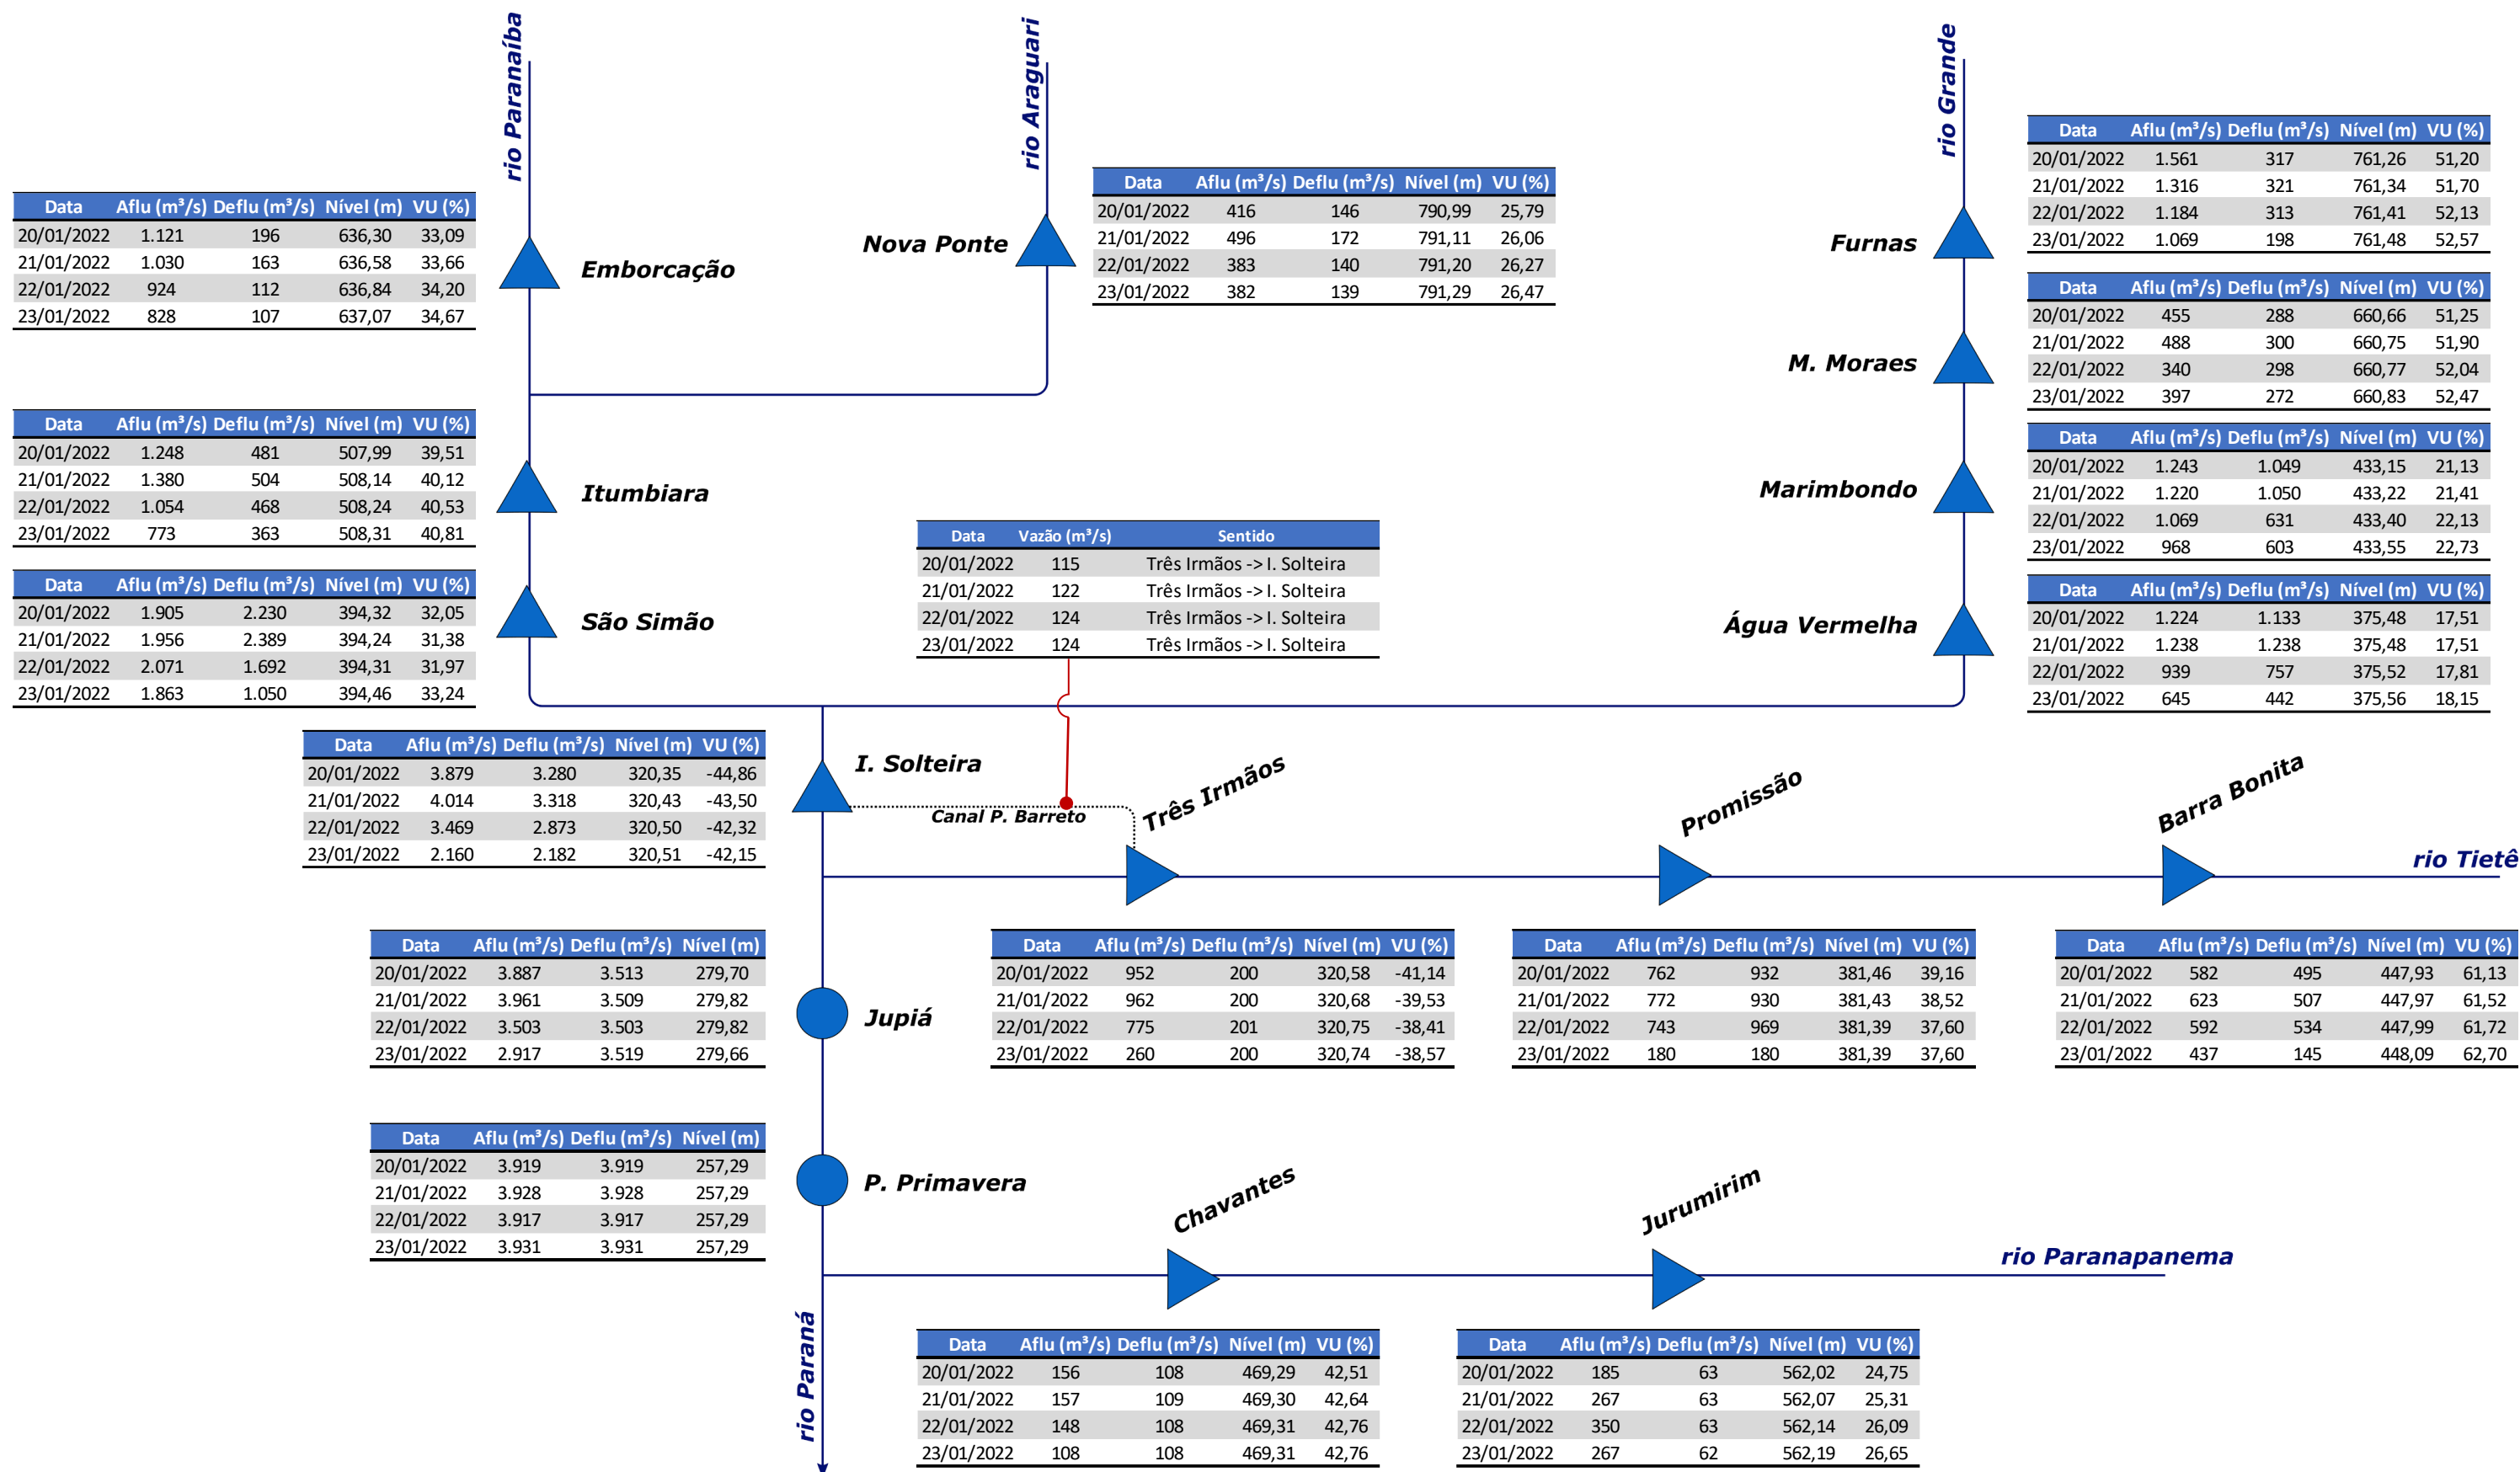 rio Paranaíba
rio Araguari
rio Grande
Data Aflu (m³/s) Deflu (m³/s) Nível (m) VU (%)
20/01/2022 1.561 317 761,26 51,20
21/01/2022 1.316 321 761,34 51,70
22/01/2022 1.184 313 761,41 52,13
23/01/2022 1.069 198 761,48 52,57
Furnas
Data Aflu (m³/s) Deflu (m³/s) Nível (m) VU (%)
20/01/2022 416 146 790,99 25,79
21/01/2022 496 172 791,11 26,06
22/01/2022 383 140 791,20 26,27
23/01/2022 382 139 791,29 26,47
Nova Ponte
Data Aflu (m³/s) Deflu (m³/s) Nível (m) VU (%)
20/01/2022 1.121 196 636,30 33,09
21/01/2022 1.030 163 636,58 33,66
22/01/2022 924 112 636,84 34,20
23/01/2022 828 107 637,07 34,67
Emborcação
Data Aflu (m³/s) Deflu (m³/s) Nível (m) VU (%)
20/01/2022 455 288 660,66 51,25
21/01/2022 488 300 660,75 51,90
22/01/2022 340 298 660,77 52,04
23/01/2022 397 272 660,83 52,47
M. Moraes
Data Aflu (m³/s) Deflu (m³/s) Nível (m) VU (%)
20/01/2022 1.248 481 507,99 39,51
21/01/2022 1.380 504 508,14 40,12
22/01/2022 1.054 468 508,24 40,53
23/01/2022 773 363 508,31 40,81
Itumbiara
Data Aflu (m³/s) Deflu (m³/s) Nível (m) VU (%)
20/01/2022 1.243 1.049 433,15 21,13
21/01/2022 1.220 1.050 433,22 21,41
22/01/2022 1.069 631 433,40 22,13
23/01/2022 968 603 433,55 22,73
Marimbondo
Data Vazão (m³/s) Sentido
20/01/2022 115 Três Irmãos -> I. Solteira
21/01/2022 122 Três Irmãos -> I. Solteira
22/01/2022 124 Três Irmãos -> I. Solteira
23/01/2022 124 Três Irmãos -> I. Solteira
Data Aflu (m³/s) Deflu (m³/s) Nível (m) VU (%)
20/01/2022 1.905 2.230 394,32 32,05
21/01/2022 1.956 2.389 394,24 31,38
22/01/2022 2.071 1.692 394,31 31,97
23/01/2022 1.863 1.050 394,46 33,24
São Simão
Data Aflu (m³/s) Deflu (m³/s) Nível (m) VU (%)
20/01/2022 1.224 1.133 375,48 17,51
21/01/2022 1.238 1.238 375,48 17,51
22/01/2022 939 757 375,52 17,81
23/01/2022 645 442 375,56 18,15
Água Vermelha
Data Aflu (m³/s) Deflu (m³/s) Nível (m) VU (%)
20/01/2022 3.879 3.280 320,35 -44,86
21/01/2022 4.014 3.318 320,43 -43,50
22/01/2022 3.469 2.873 320,50 -42,32
23/01/2022 2.160 2.182 320,51 -42,15
I. Solteira
Canal P. Barreto
Três Irmãos
Promissão
Barra Bonita
rio Tietê
Data Aflu (m³/s) Deflu (m³/s) Nível (m)
20/01/2022 3.887 3.513 279,70
21/01/2022 3.961 3.509 279,82
22/01/2022 3.503 3.503 279,82
23/01/2022 2.917 3.519 279,66
Jupiá
Data Aflu (m³/s) Deflu (m³/s) Nível (m) VU (%)
20/01/2022 952 200 320,58 -41,14
21/01/2022 962 200 320,68 -39,53
22/01/2022 775 201 320,75 -38,41
23/01/2022 260 200 320,74 -38,57
Data Aflu (m³/s) Deflu (m³/s) Nível (m) VU (%)
20/01/2022 762 932 381,46 39,16
21/01/2022 772 930 381,43 38,52
22/01/2022 743 969 381,39 37,60
23/01/2022 180 180 381,39 37,60
Data Aflu (m³/s) Deflu (m³/s) Nível (m) VU (%)
20/01/2022 582 495 447,93 61,13
21/01/2022 623 507 447,97 61,52
22/01/2022 592 534 447,99 61,72
23/01/2022 437 145 448,09 62,70
Data Aflu (m³/s) Deflu (m³/s) Nível (m)
20/01/2022 3.919 3.919 257,29
21/01/2022 3.928 3.928 257,29
22/01/2022 3.917 3.917 257,29
23/01/2022 3.931 3.931 257,29
P. Primavera
Chavantes
Jurumirim
rio Paranapanema
rio Paraná
Data Aflu (m³/s) Deflu (m³/s) Nível (m) VU (%)
20/01/2022 156 108 469,29 42,51
21/01/2022 157 109 469,30 42,64
22/01/2022 148 108 469,31 42,76
23/01/2022 108 108 469,31 42,76
Data Aflu (m³/s) Deflu (m³/s) Nível (m) VU (%)
20/01/2022 185 63 562,02 24,75
21/01/2022 267 63 562,07 25,31
22/01/2022 350 63 562,14 26,09
23/01/2022 267 62 562,19 26,65